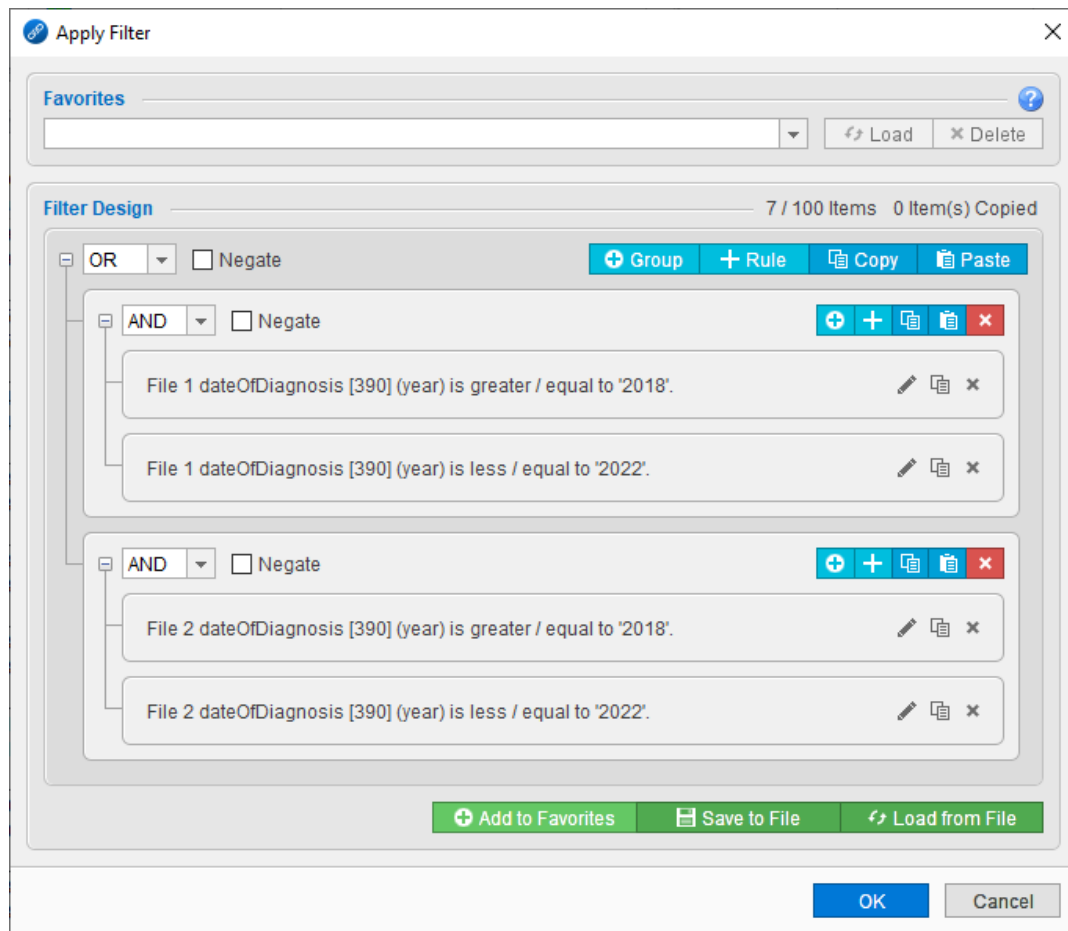 Apply Filter
Favorites
Load Delete
Filter Design 7 / 100 Items 0 Item(s) Copied
OR Negate Group Rule Copy Paste
AND Negate
File 1 dateOfDiagnosis [390] (year) is greater / equal to '2018'.
File 1 dateOfDiagnosis [390] (year) is less / equal to '2022'.
AND Negate
File 2 dateOfDiagnosis [390] (year) is greater / equal to '2018'.
File 2 dateOfDiagnosis [390] (year) is less / equal to '2022'.
Add to Favorites Save to File Load from File
OK Cancel